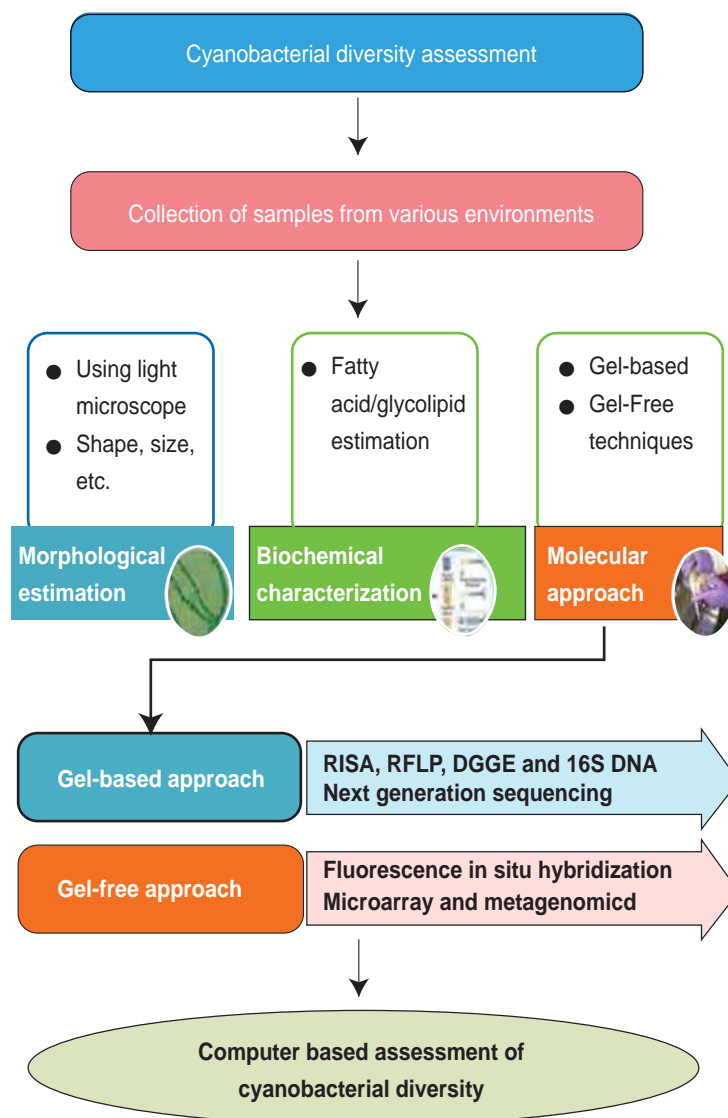 Cyanobacterial diversity assessment
Collection of samples from various environments
● Using light
microscope
● Shape, size,
etc.
Morphological
estimation
● Fatty
acid/glycolipid
estimation
Biochemical
characterization
● Gel-based
● Gel-Free
techniques
Molecular
approach
Gel-based approach
RISA, RFLP, DGGE and 16S DNA
Next generation sequencing
Gel-free approach
Fluorescence in situ hybridization
Microarray and metagenomicd
Computer based assessment of
cyanobacterial diversity